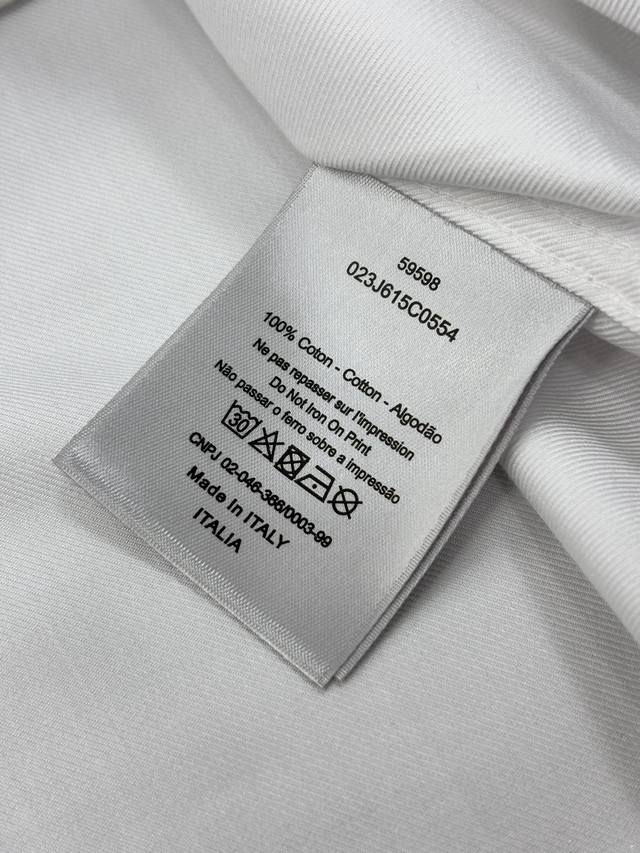 59598
023J615C0554
100% Coton - Cotton - Algodão
Ne pas repasser sur l'impression
Do Not Iron On Print
Não passar o ferro sobre a impressão
30
CNPJ 02-046-366/0003-99
Made In ITALY
ITALIA